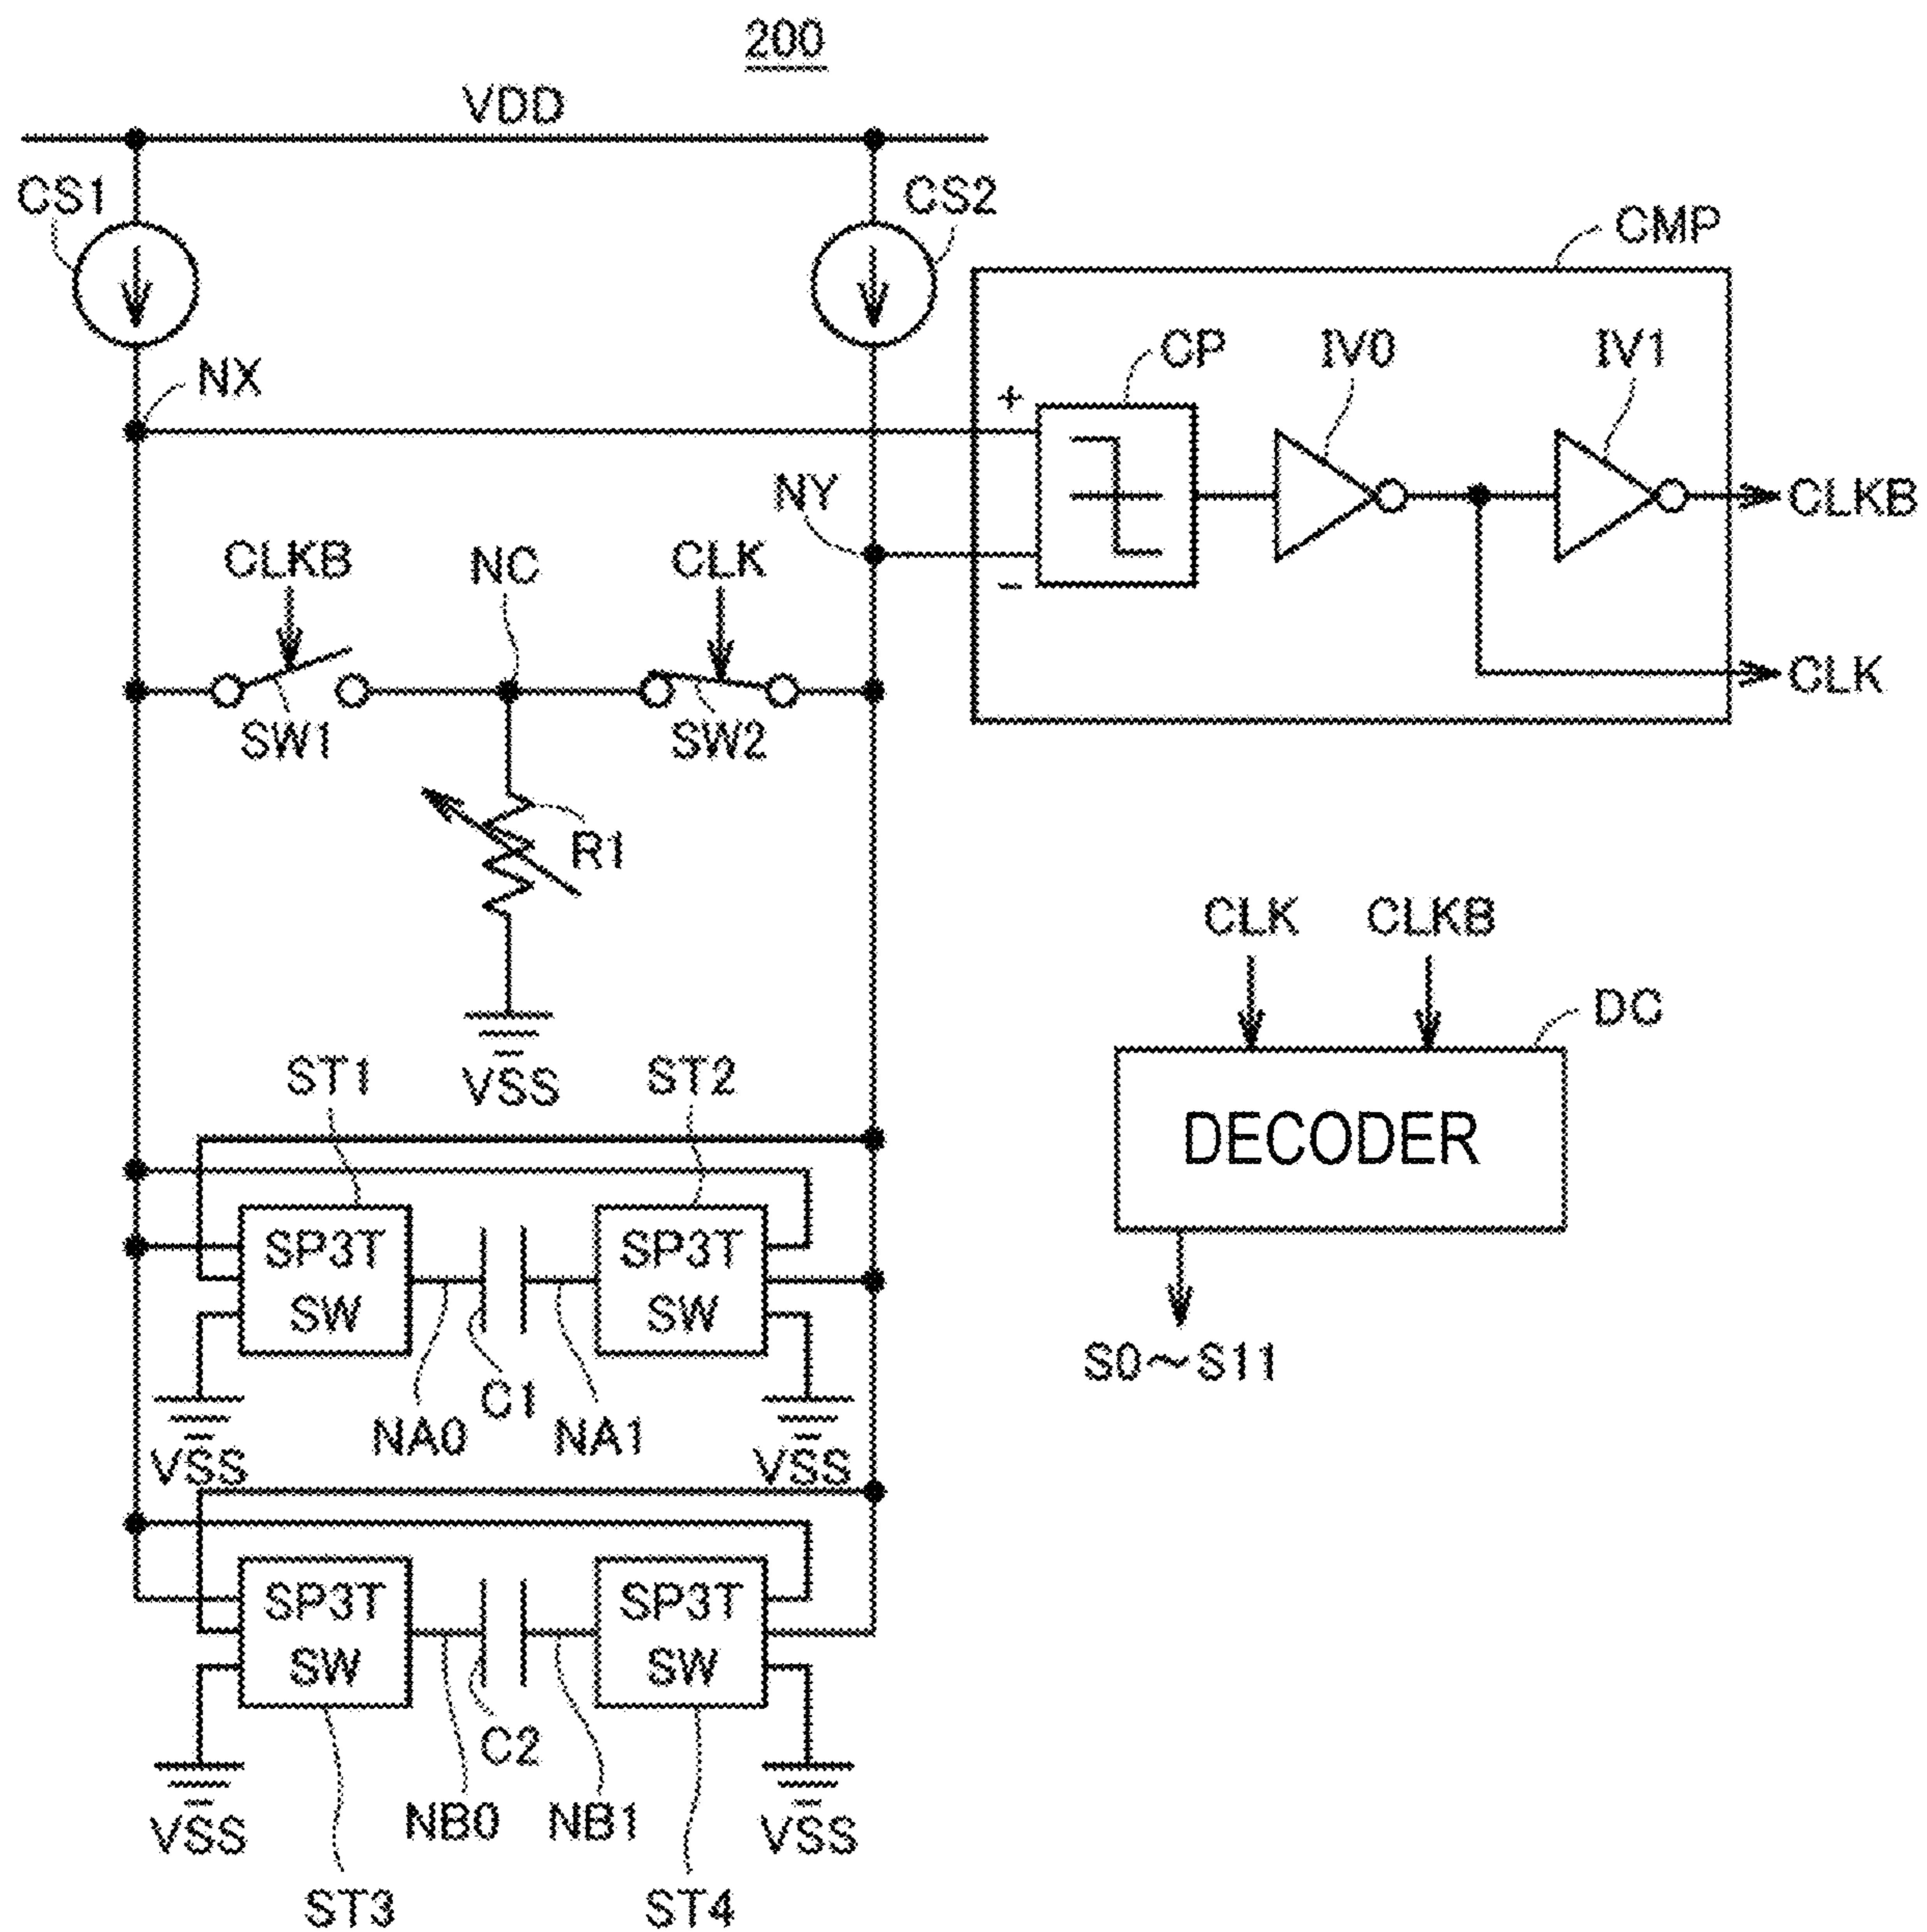 200
VDD
CS1
CS2
CMP
NX
+
CP
IV0
IV1
NY
CLKB
CLKB
NC
CLK
-
CLK
SW1
SW2
R1
CLK
CLKB
DC
VSS
ST1
ST2
DECODER
SP3T
SW
SP3T
SW
S0~S11
C1
NA0
NA1
VSS
VSS
SP3T
SW
SP3T
SW
C2
NB0
NB1
VSS
VSS
ST3
ST4